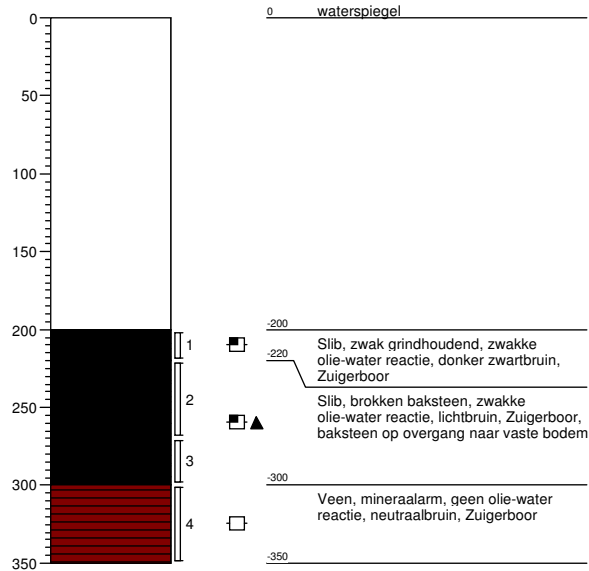 0 waterspiegel
0
50
100
150
200
250
300
350
1
2
3
4
-200
Slib, zwak grindhoudend, zwakke
olie-water reactie, donker zwartbruin,
Zuigerboor
-220
Slib, brokken baksteen, zwakke
olie-water reactie, lichtbruin, Zuigerboor,
baksteen op overgang naar vaste bodem
-300
Veen, mineraalarm, geen olie-water
reactie, neutraalbruin, Zuigerboor
-350